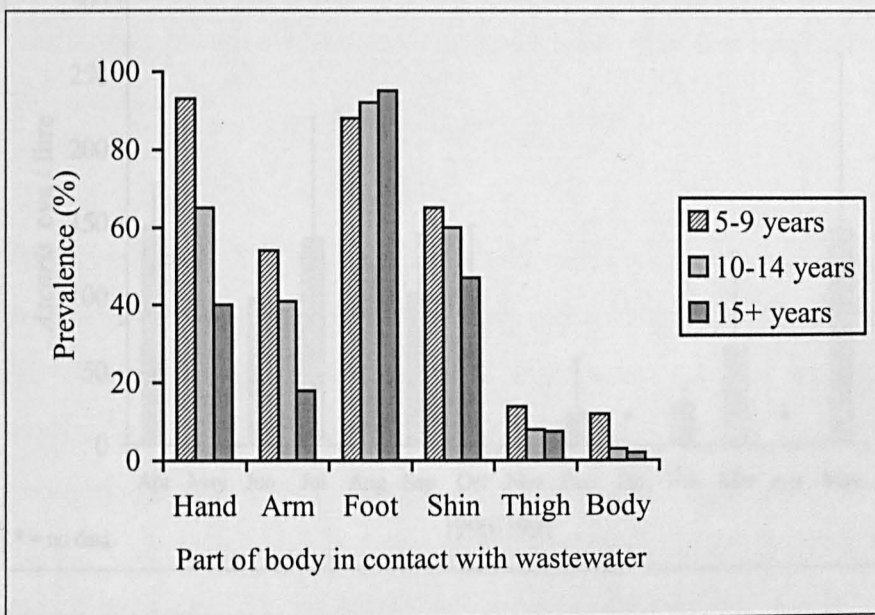 100
80
60
40
20
0
Prevalence (%)
Hand Arm Foot Shin Thigh Body
Part of body in contact with wastewater
5-9 years
10-14 years
15+ years